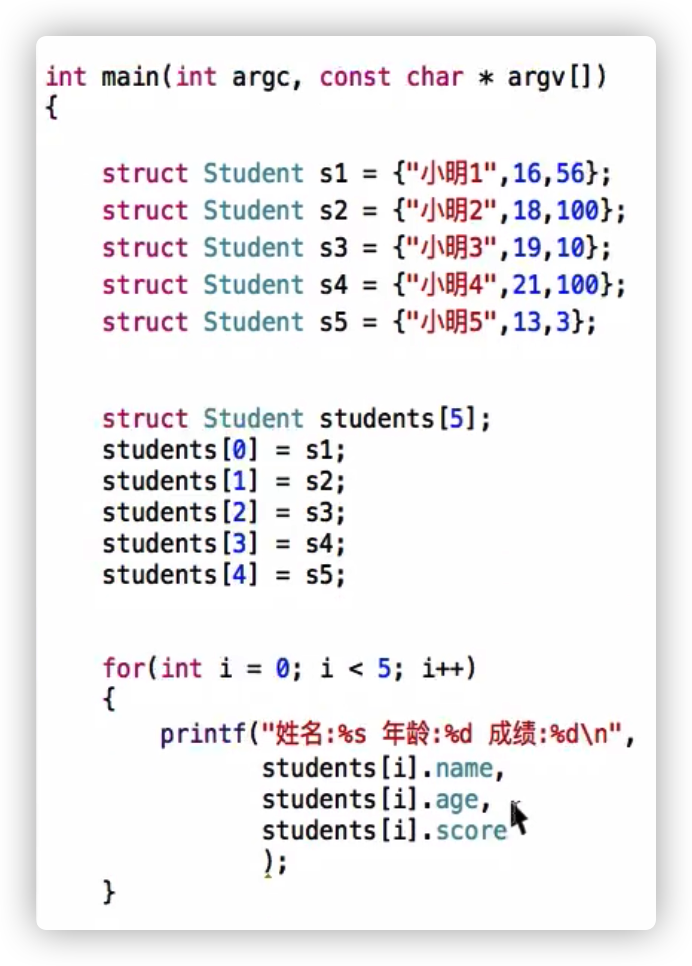 int main(int argc, const char * argv[])
{
struct Student s1 = {"小明1",16,56};
struct Student s2 = {"小明2",18,100};
struct Student s3 = {"小明3",19,10};
struct Student s4 = {"小明4",21,100};
struct Student s5 = {"小明5",13,3};
struct Student students[5];
students[0] = s1;
students[1] = s2;
students[2] = s3;
students[3] = s4;
students[4] = s5;
for(int i = 0; i < 5; i++)
{
printf("姓名:%s 年龄:%d 成绩:%d\n",
students[i].name,
students[i].age,
students[i].score
);
}